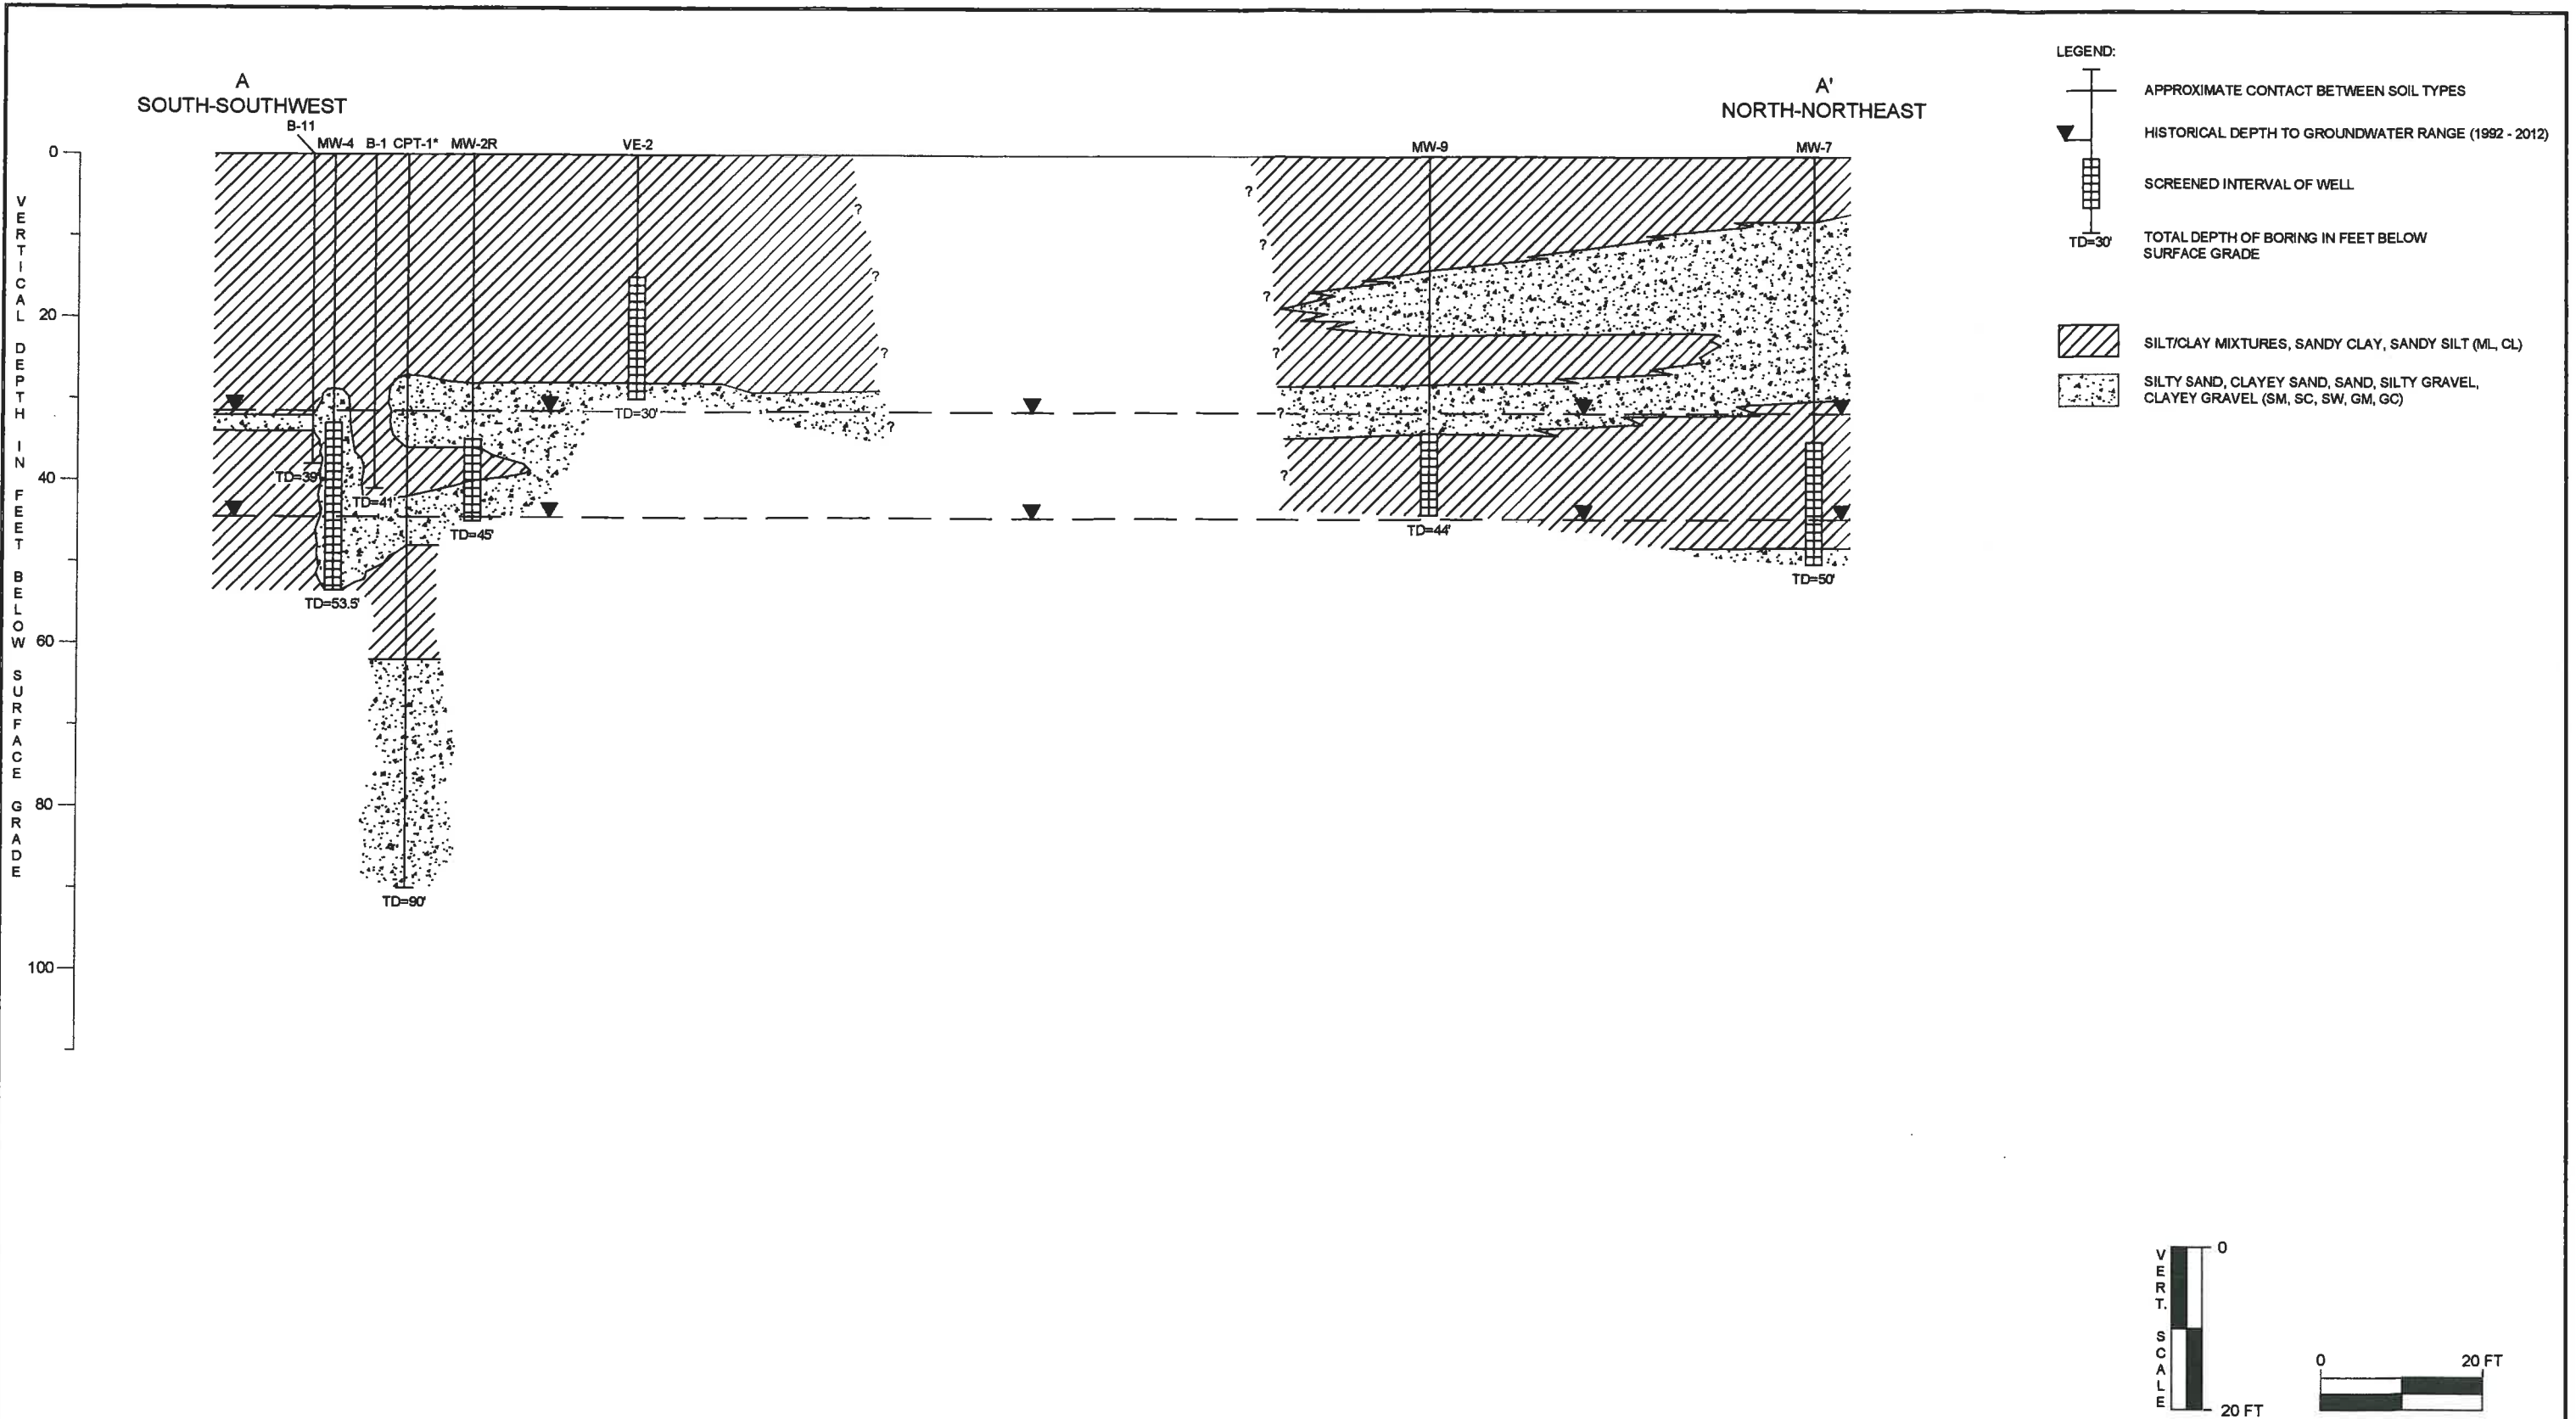 A
SOUTH-SOUTHWEST
A'
NORTH-NORTHEAST
B-11
MW-4 B-1 CPT-1* MW-2R VE-2 MW-9 MW-7
VERTICAL DEPTH IN FEET BELOW SURFACE GRADE
0
20
40
60
80
100
?
?
?
?
?
?
?
?
?
?
?
?
TD=30'
TD=39'
TD=41'
TD=45'
TD=44'
TD=53.5'
TD=50'
TD=90'
LEGEND:
APPROXIMATE CONTACT BETWEEN SOIL TYPES
HISTORICAL DEPTH TO GROUNDWATER RANGE (1992 - 2012)
SCREENED INTERVAL OF WELL
TD=30'
TOTAL DEPTH OF BORING IN FEET BELOW
SURFACE GRADE
SILT/CLAY MIXTURES, SANDY CLAY, SANDY SILT (ML, CL)
SILTY SAND, CLAYEY SAND, SAND, SILTY GRAVEL,
CLAYEY GRAVEL (SM, SC, SW, GM, GC)
VERT. SCALE
0
20 FT
0 20 FT